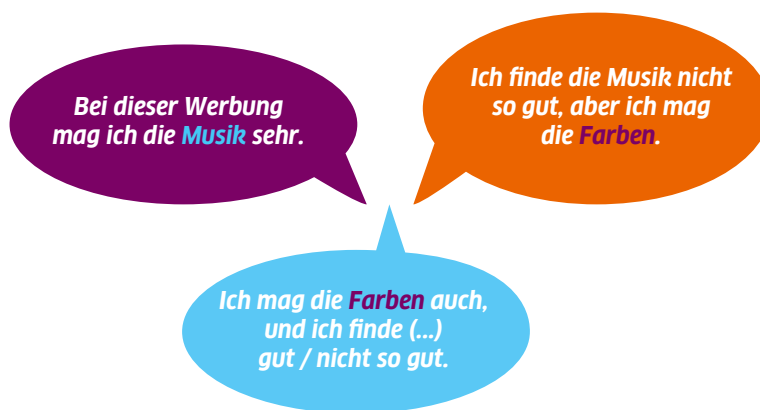 Bei dieser Werbung
mag ich die Musik sehr.
Ich finde die Musik nicht
so gut, aber ich mag
die Farben.
Ich mag die Farben auch,
und ich finde (...)
gut / nicht so gut.